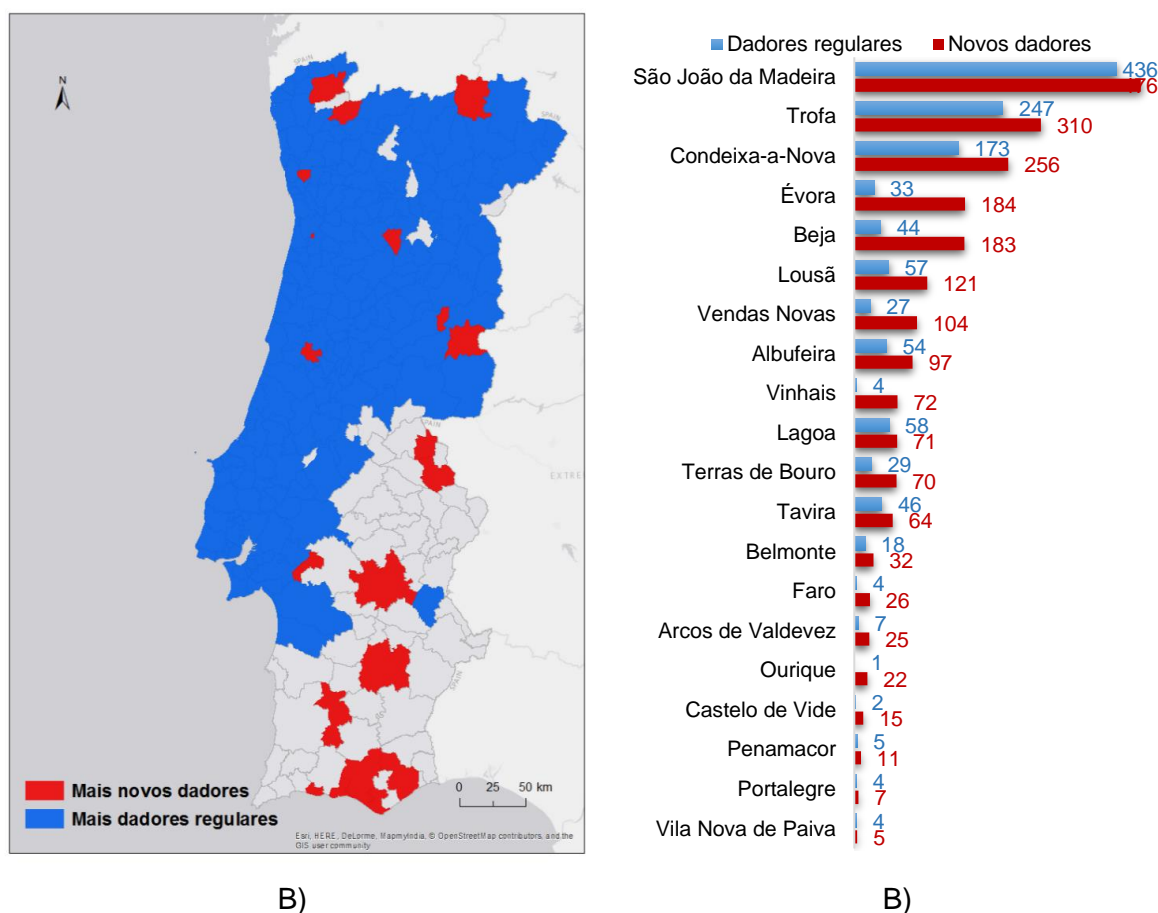 SPAIN
N
SPAIN
SPAIN
EXTRE
SPAIN
Mais novos dadores
Mais dadores regulares
0 25 50 km
Esri, HERE, DeLorme, MapmyIndia, © OpenStreetMap contributors, and the
GIS user community
B)
Dadores regulares Novos dadores
São João da Madeira 436
476
Trofa 247
310
Condeixa-a-Nova 173
256
Évora 33
184
Beja 44
183
Lousã 57
121
Vendas Novas 27
104
Albufeira 54
97
Vinhais 4
72
Lagoa 58
71
Terras de Bouro 29
70
Tavira 46
64
Belmonte 18
32
Faro 4
26
Arcos de Valdevez 7
25
Ourique 1
22
Castelo de Vide 2
15
Penamacor 5
11
Portalegre 4
7
Vila Nova de Paiva 4
5
B)